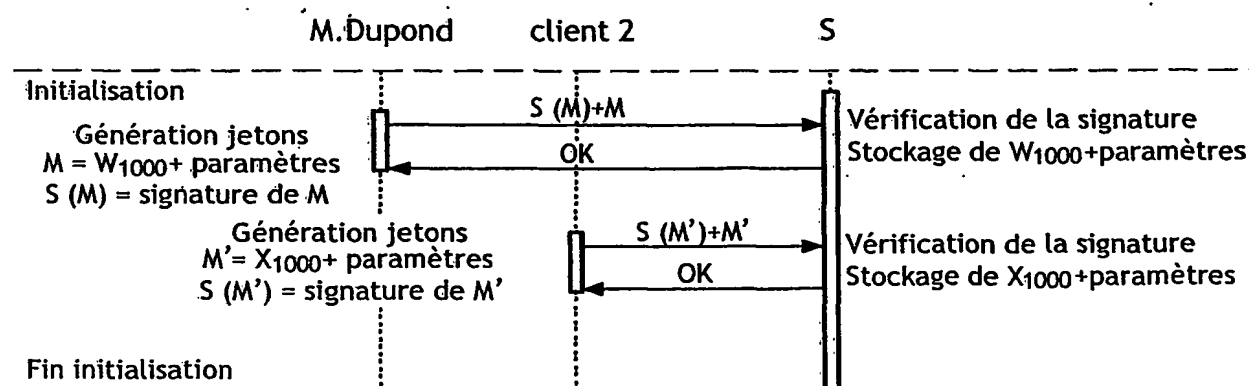 M.Dupond client 2 S
Initialisation
S (M)+M
Génération jetons
M = W1000+ paramètres
S (M) = signature de M
OK
Vérification de la signature
Stockage de W1000+paramètres
Génération jetons
M'= X1000+ paramètres
S (M') = signature de M'
S (M')+M'
OK
Vérification de la signature
Stockage de X1000+paramètres
Fin initialisation